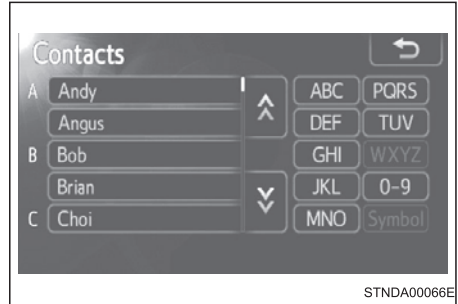 Contacts
A Andy ABC PQRS
Angus DEF TUV
B Bob GHI WXYZ
Brian JKL 0-9
C Choi MNO Symbol
STNDA00066E